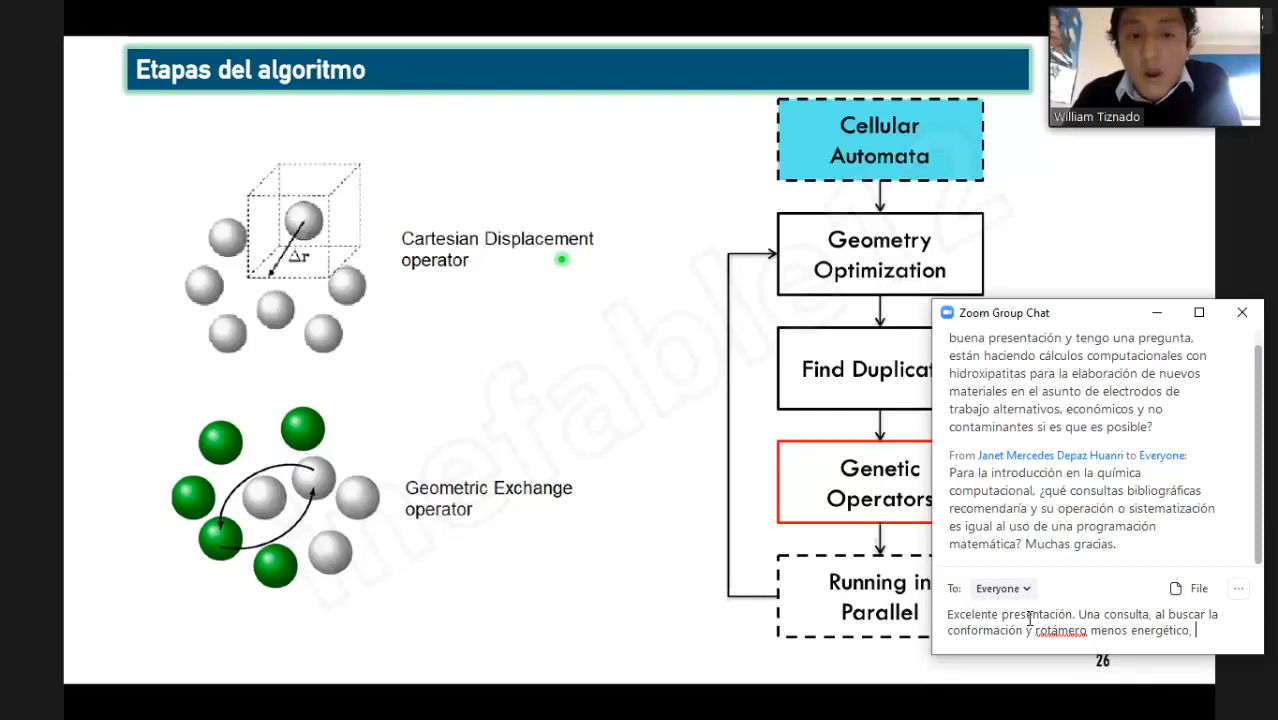 Etapas del algoritmo
William Tiznado
Cartesian Displacement
operator
Δr
Geometric Exchange
operator
Cellular
Automata
Geometry
Optimization
Find Duplicat
Genetic
Operators
Running in
Parallel
26
inefable12
Zoom Group Chat
buena presentación y tengo una pregunta,
están haciendo cálculos computacionales con
hidroxipatitas para la elaboración de nuevos
materiales en el asunto de electrodos de
trabajo alternativos, económicos y no
contaminantes si es que es posible?
From Janet Mercedes Depaz Huanri to Everyone:
Para la introducción en la química
computacional, ¿qué consultas bibliográficas
recomendaría y su operación o sistematización
es igual al uso de una programación
matemática? Muchas gracias.
To: Everyone File ...
Excelente presentación. Una consulta, al buscar la
conformación y rotámero menos energético,